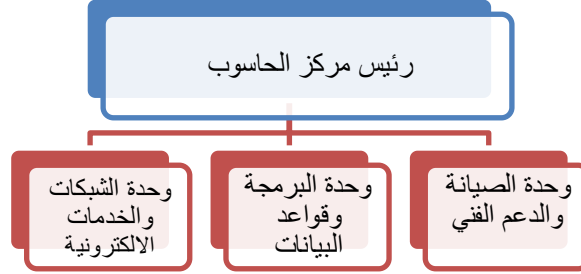 رئيس مركز الحاسوب
وحدة الصيانة
والدعم الفني
وحدة البرمجة
وقواعد
البيانات
وحدة الشبكات
والخدمات
الالكترونية